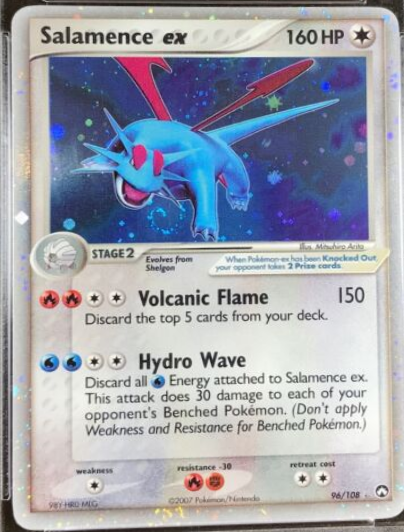 Salamence ex 160 HP
Illus. Mitsuhiro Arita
STAGE 2
Evolves from
Shelgon
When Pokémon-ex has been Knocked Out,
your opponent takes 2 Prize cards.
Volcanic Flame 150
Discard the top 5 cards from your deck.
Hydro Wave
Discard all Energy attached to Salamence ex.
This attack does 30 damage to each of your
opponent's Benched Pokémon. (Don't apply
Weakness and Resistance for Benched Pokémon.)
weakness resistance -30 retreat cost
©2007 Pokémon/Nintendo 96/108